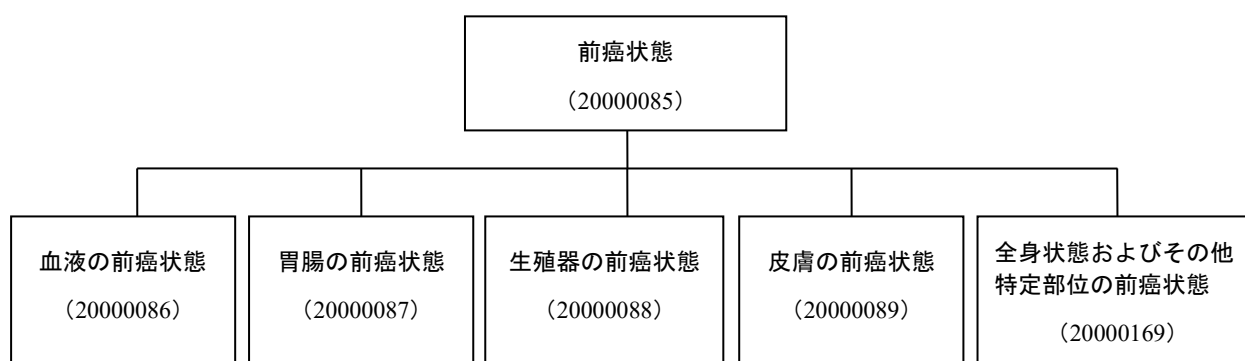 前癌状態
（20000085）
血液の前癌状態
（20000086）
胃腸の前癌状態
（20000087）
生殖器の前癌状態
（20000088）
皮膚の前癌状態
（20000089）
全身状態およびその他
特定部位の前癌状態
（20000169）